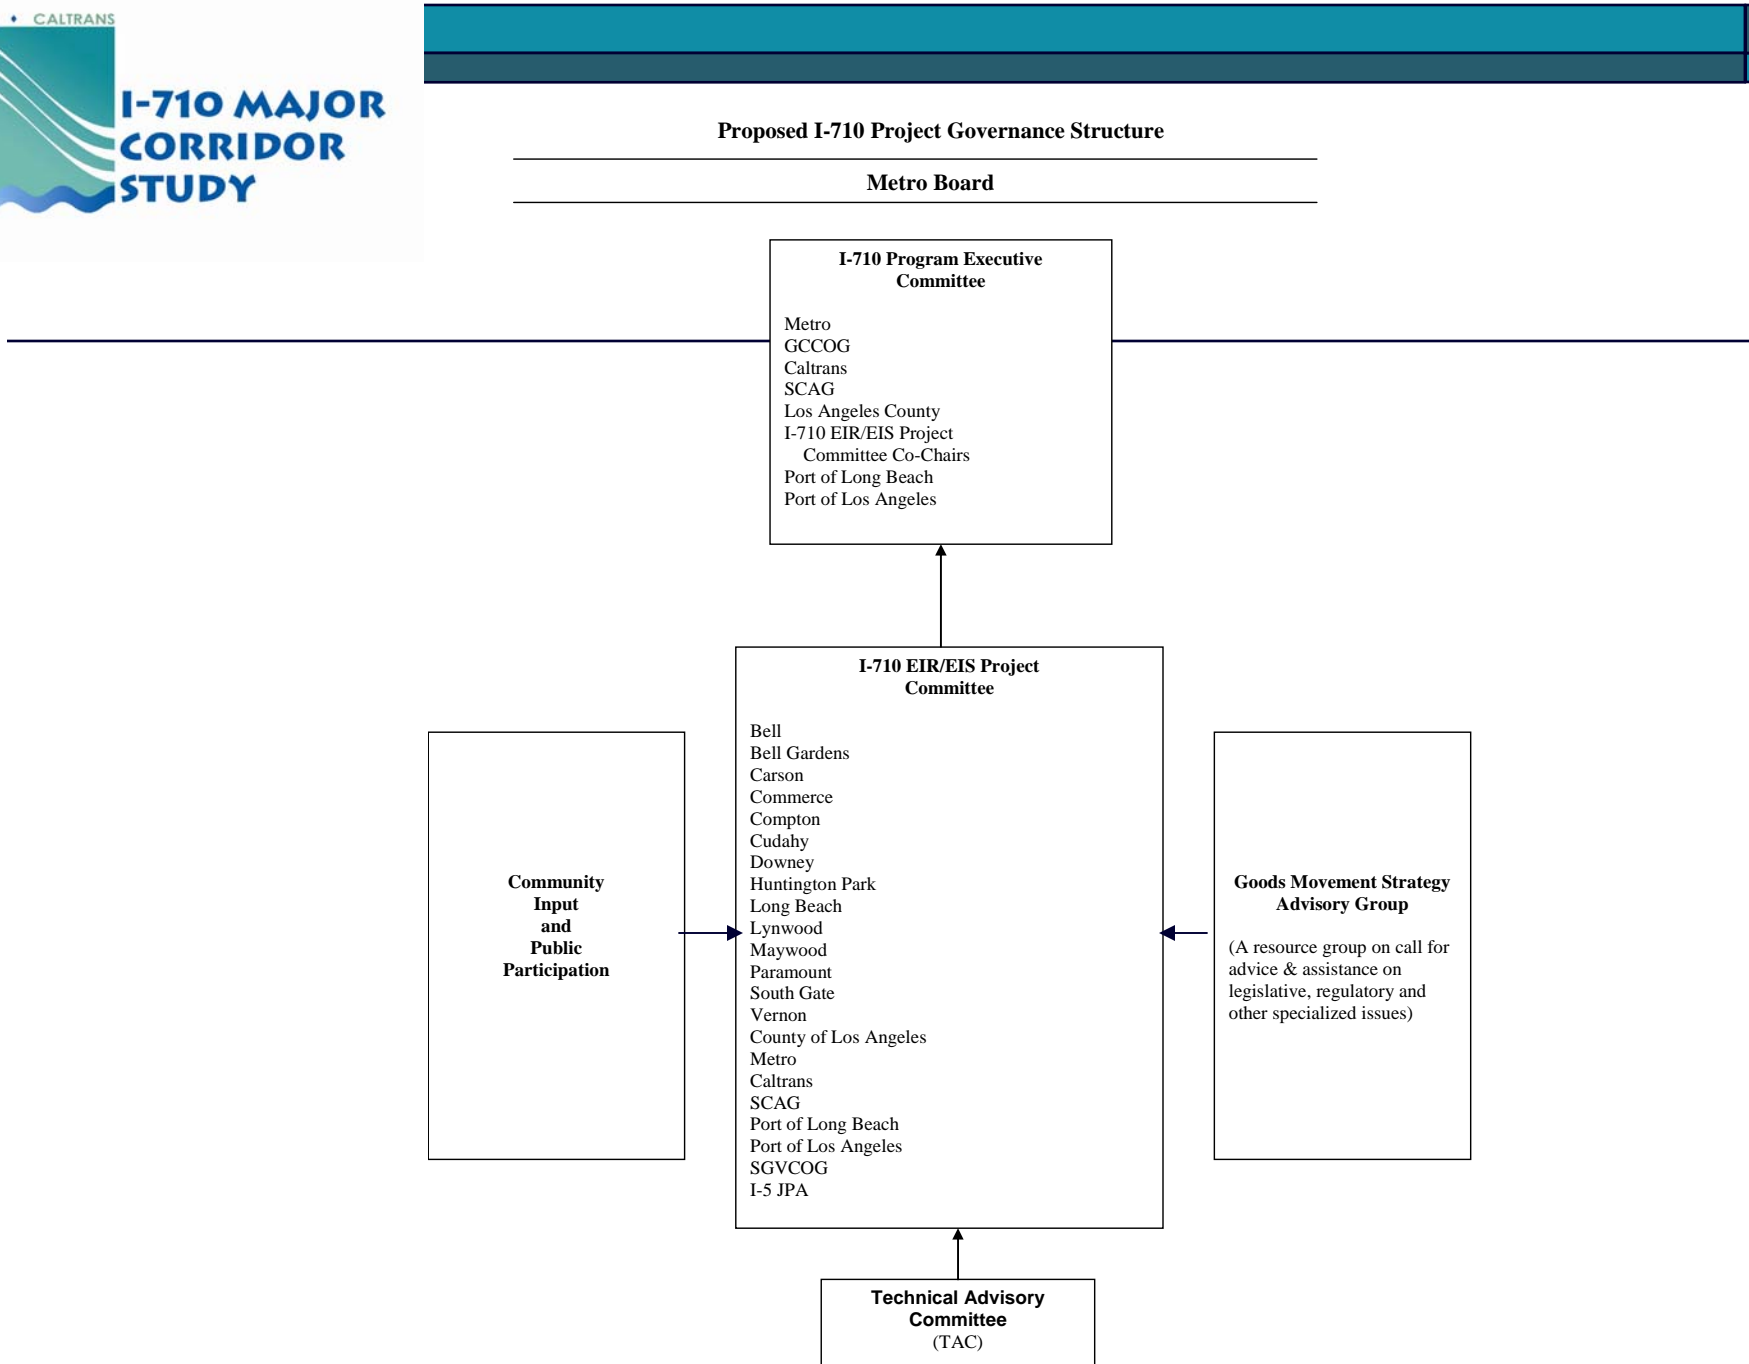 • CALTRANS
I-710 MAJOR
CORRIDOR
STUDY
Proposed I-710 Project Governance Structure
Metro Board
I-710 Program Executive
Committee
Metro
GCCOG
Caltrans
SCAG
Los Angeles County
I-710 EIR/EIS Project
Committee Co-Chairs
Port of Long Beach
Port of Los Angeles
I-710 EIR/EIS Project
Committee
Bell
Bell Gardens
Carson
Commerce
Compton
Cudahy
Downey
Huntington Park
Long Beach
Lynwood
Maywood
Paramount
South Gate
Vernon
County of Los Angeles
Metro
Caltrans
SCAG
Port of Long Beach
Port of Los Angeles
SGVCOG
I-5 JPA
Community
Input
and
Public
Participation
Goods Movement Strategy
Advisory Group
(A resource group on call for
advice & assistance on
legislative, regulatory and
other specialized issues)
Technical Advisory
Committee
(TAC)